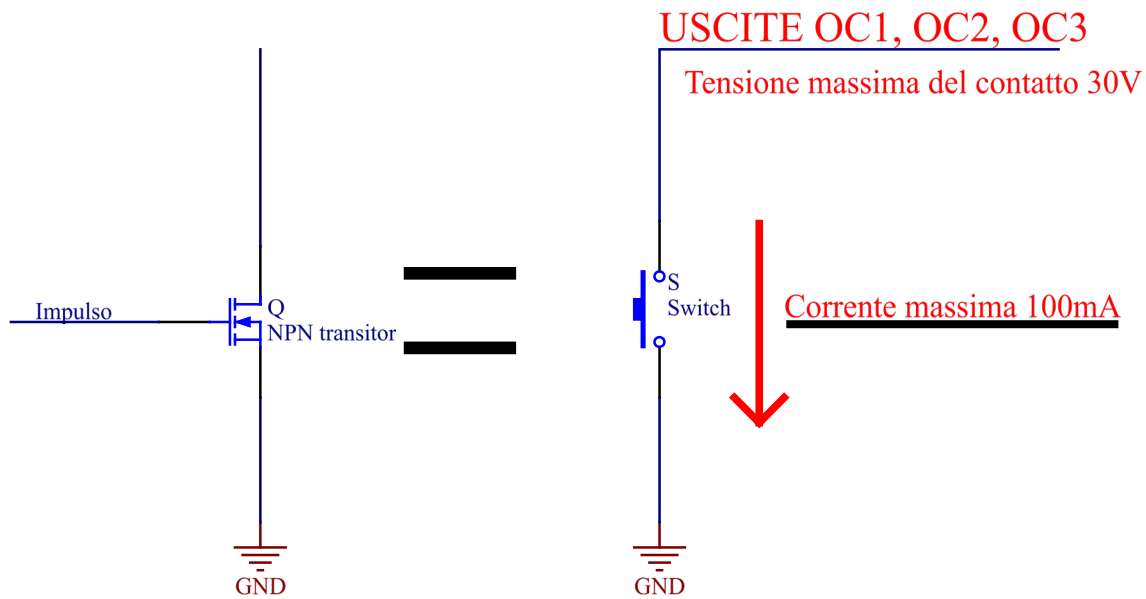 USCITE OC1, OC2, OC3
Tensione massima del contatto 30V
Impulso
Q
NPN transitor
S
Switch
Corrente massima 100mA
GND
GND